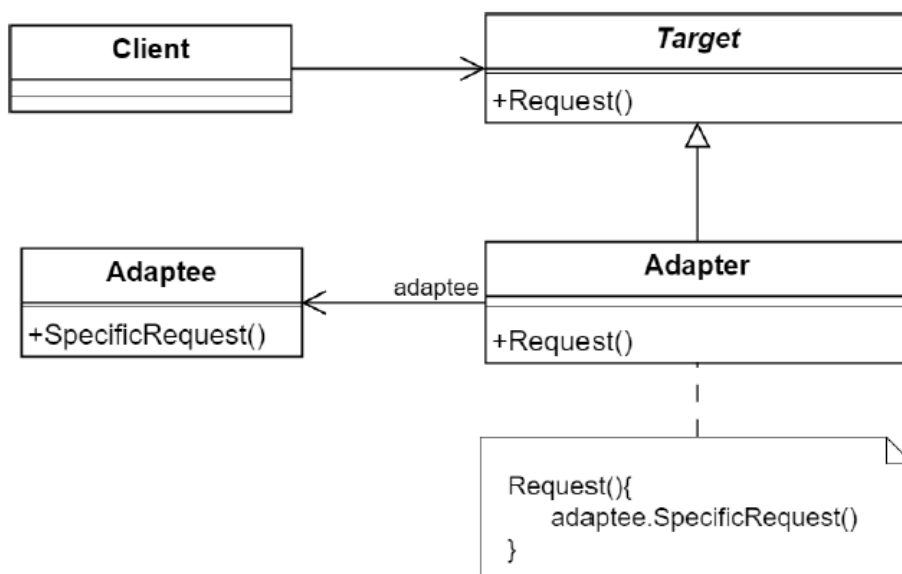 Client
Target
+Request()
Adaptee
+SpecificRequest()
adaptee
Adapter
+Request()
Request(){
adaptee.SpecificRequest()
}